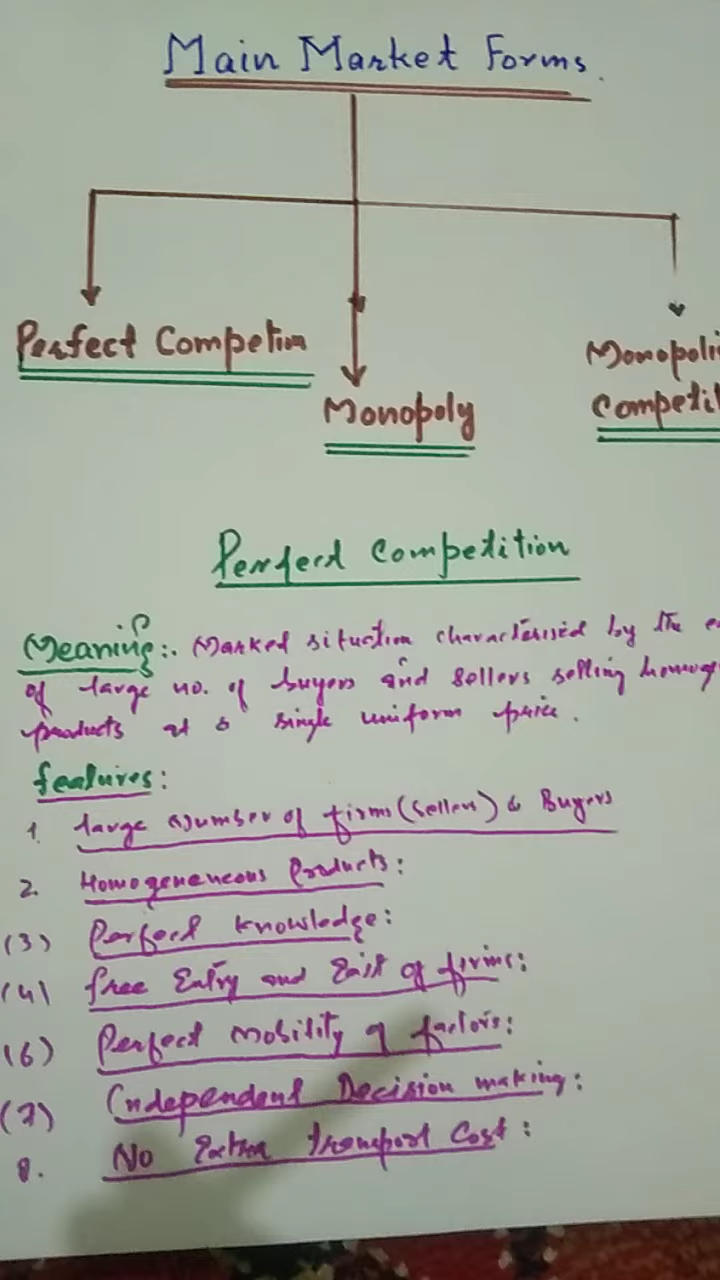 Main Market Forms.
Perfect Competim
Monopoly
Monopoli
Competi
Perfect Competition
Meaning:. Market situation characterised by the e
of large no. of buyers and sellers selling homog
products at a single uniform price.
features:
1. large Number of firms (sellers) & Buyers
2. Homogeneneous Products:
(3) Perfect knowledge:
(4) free Entry and Exit of firms:
(6) Perfect Mobility of factors:
(7) Independent Decision making:
8. No Extra transport Cost: